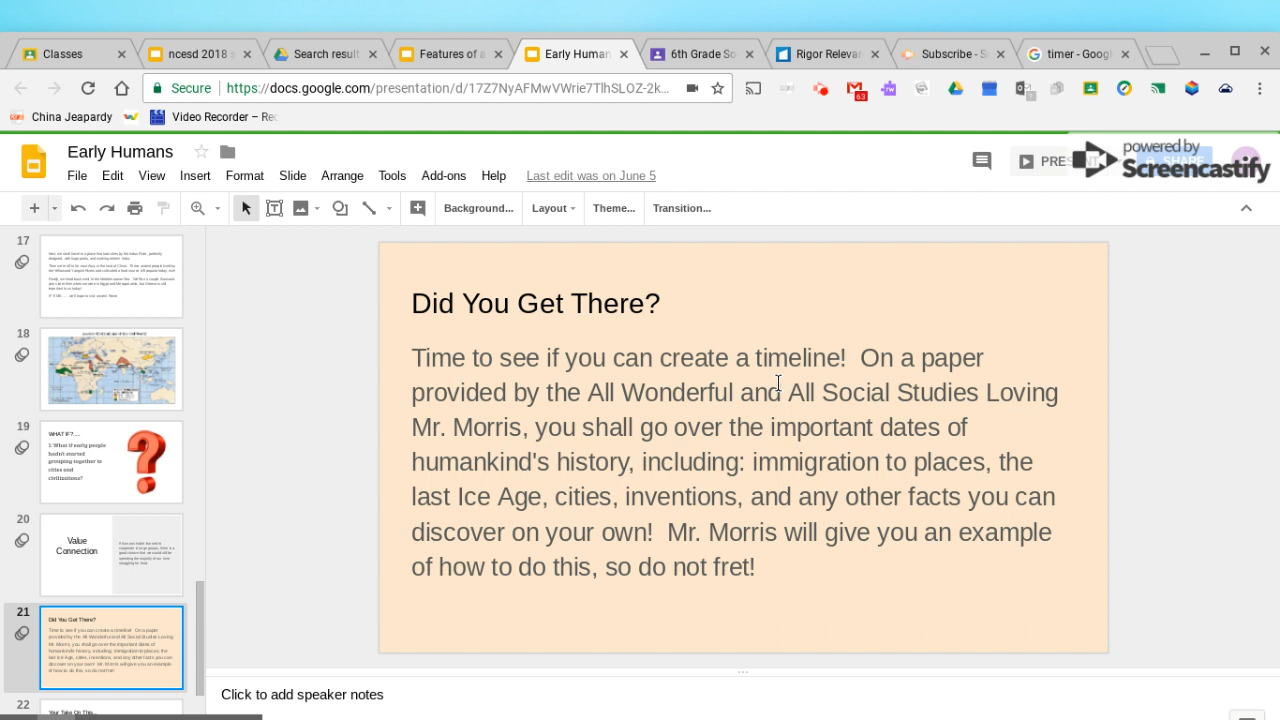 Classes
ncesd 2018 s
Search result
Features of a
Early Human
6th Grade So
Rigor Relevan
Subscribe - S
timer - Google
Secure
https://docs.google.com/presentation/d/17Z7NyAFMwVWrie7TlhSLOZ-2k...
63
China Jeopardy
Video Recorder – Rec
Early Humans
powered by
Screencastify
PRESENT
SHARE
File Edit View Insert Format Slide Arrange Tools Add-ons Help Last edit was on June 5
Background... Layout Theme... Transition...
17
18
19
WHAT IF?....
1.What if early people
hadn't started
grouping together in
cities and
civilizations?
20
Value
Connection
21
Did You Get There?
22
Your Take On This...
Did You Get There?
Time to see if you can create a timeline! On a paper
provided by the All Wonderful and All Social Studies Loving
Mr. Morris, you shall go over the important dates of
humankind's history, including: immigration to places, the
last Ice Age, cities, inventions, and any other facts you can
discover on your own! Mr. Morris will give you an example
of how to do this, so do not fret!
Click to add speaker notes